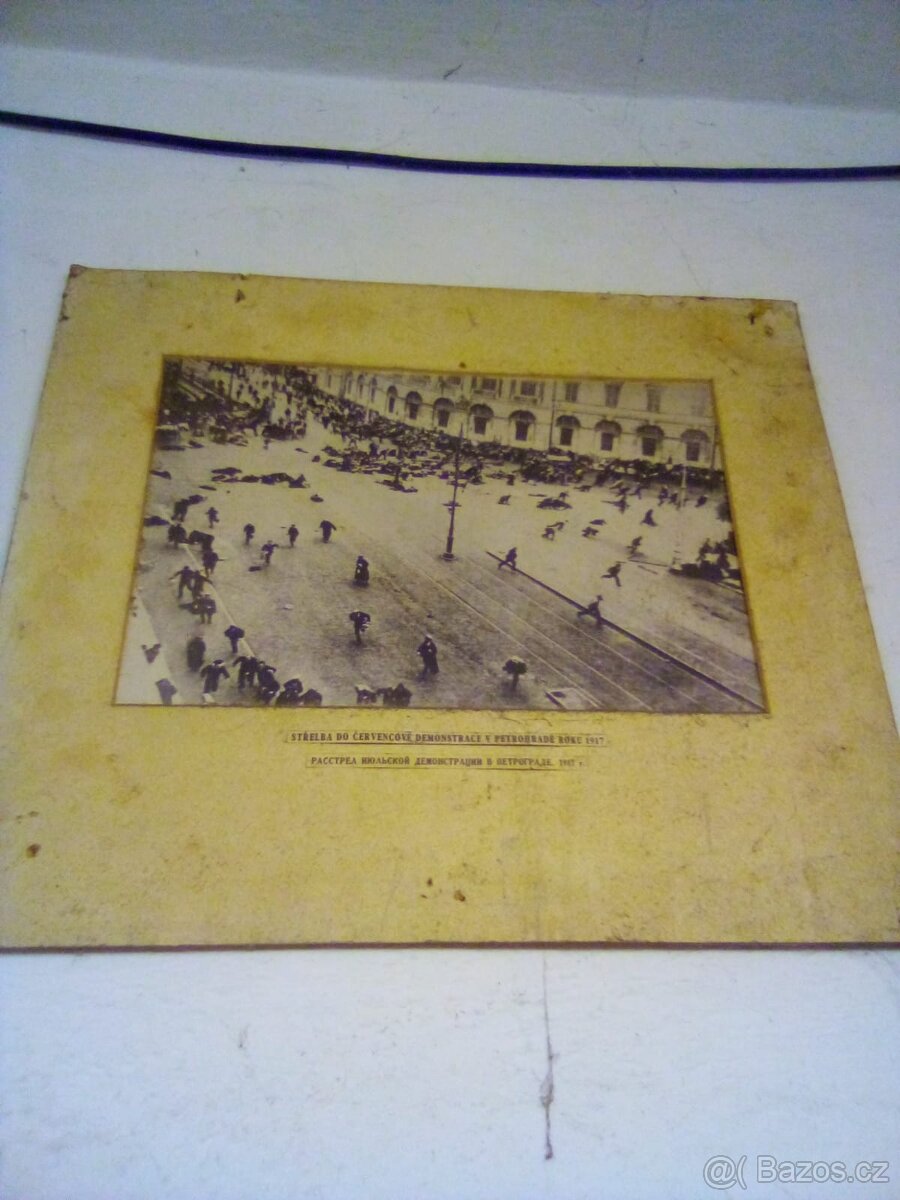 STŘELBA DO ČERVENCOVÉ DEMONSTRACE V PETROHRADĚ ROKU 1917
РАССТРЕЛ ИЮЛЬСКОЙ ДЕМОНСТРАЦИИ В ПЕТРОГРАДЕ. 1917 г.
@( Bazos.cz